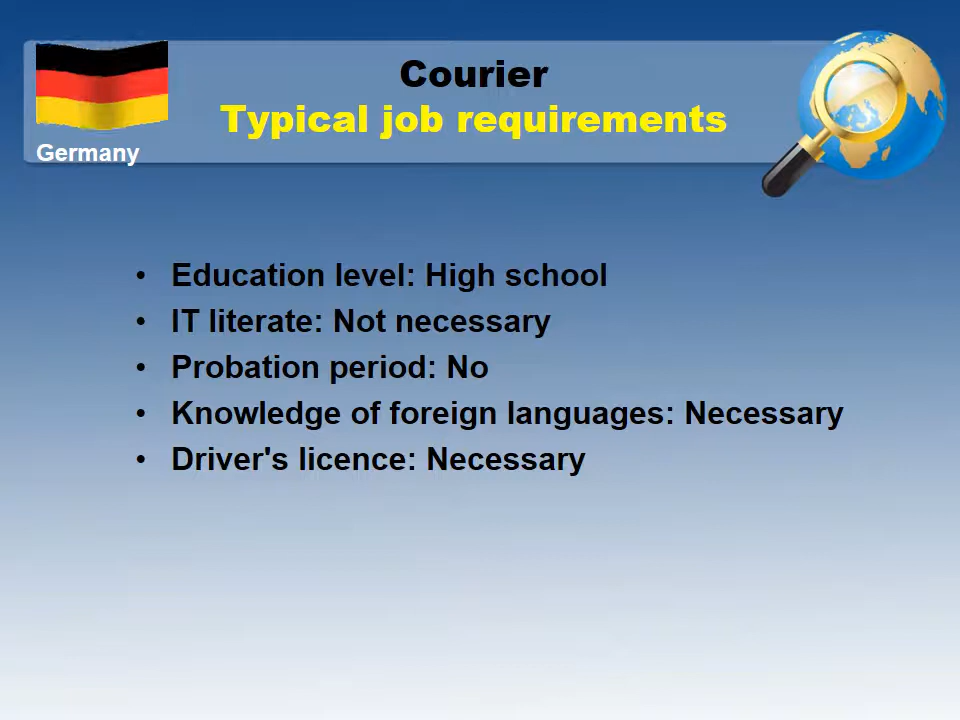 Courier
Typical job requirements
Germany
• Education level: High school
• IT literate: Not necessary
• Probation period: No
• Knowledge of foreign languages: Necessary
• Driver's licence: Necessary